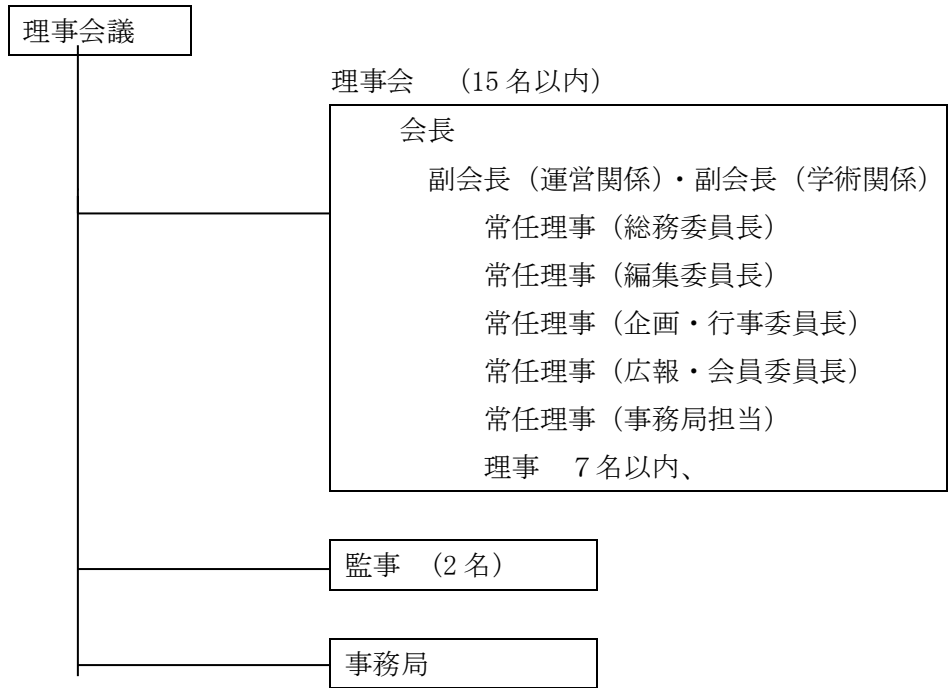 理事会議
理事会　（15名以内）
会長
副会長（運営関係）・副会長（学術関係）
常任理事（総務委員長）
常任理事（編集委員長）
常任理事（企画・行事委員長）
常任理事（広報・会員委員長）
常任理事（事務局担当）
理事　７名以内、
監事　（2名）
事務局